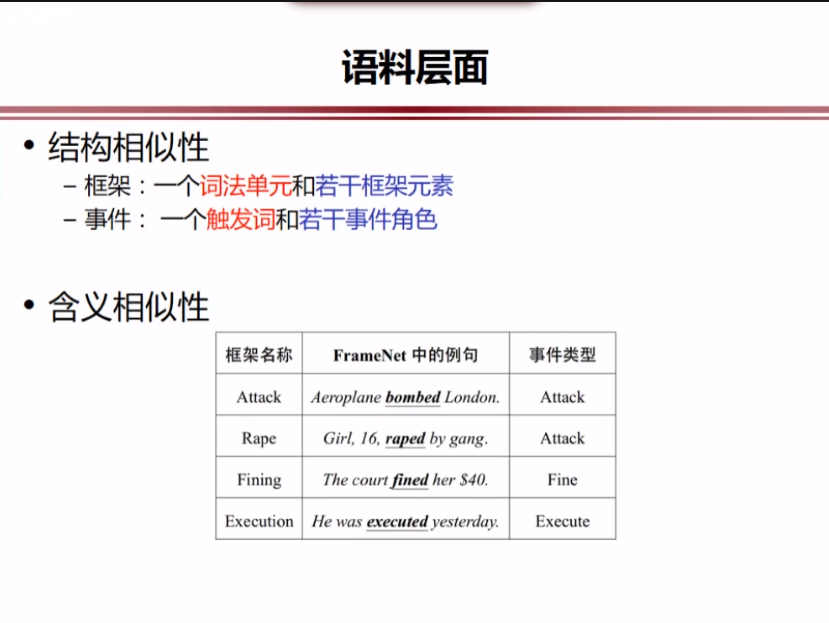 语料层面
• 结构相似性
– 框架：一个词法单元和若干框架元素
– 事件： 一个触发词和若干事件角色
• 含义相似性
框架名称 FrameNet 中的例句 事件类型
Attack Aeroplane bombed London. Attack
Rape Girl, 16, raped by gang. Attack
Fining The court fined her $40. Fine
Execution He was executed yesterday. Execute